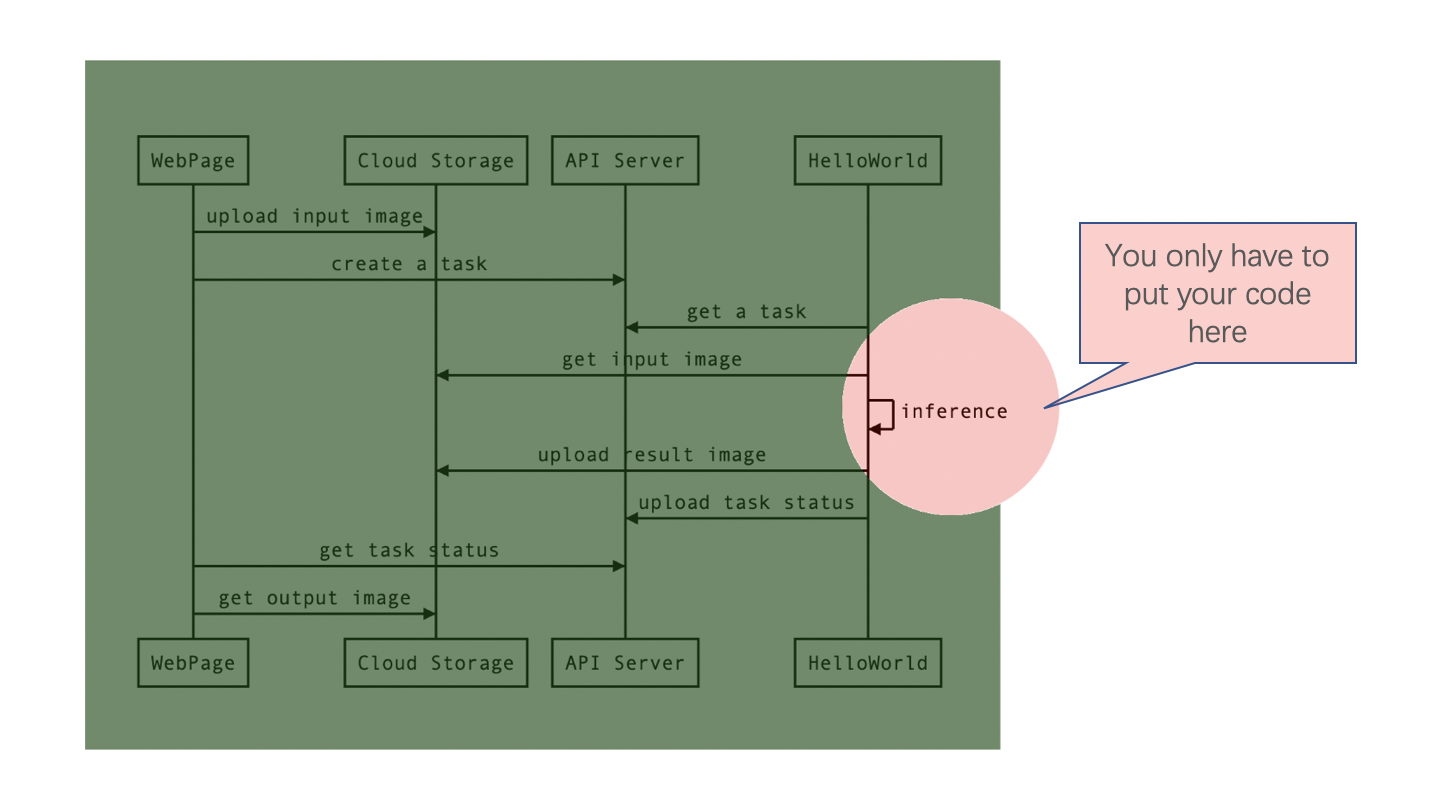 WebPage
Cloud Storage
API Server
HelloWorld
upload input image
create a task
get a task
get input image
inference
upload result image
upload task status
get task status
get output image
WebPage
Cloud Storage
API Server
HelloWorld
You only have to
put your code
here